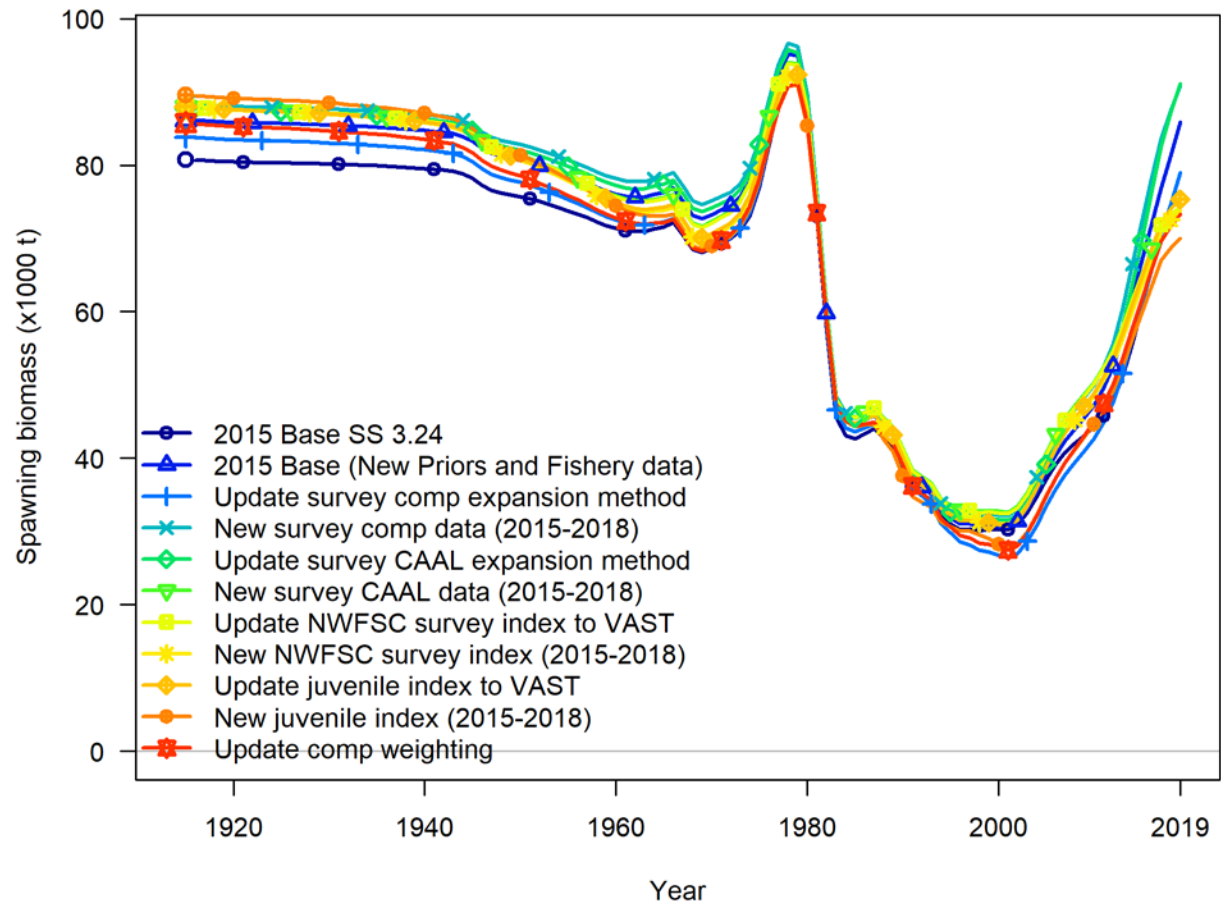 Spawning biomass (x1000 t)
100
80
60
40
20
0
2015 Base SS 3.24
2015 Base (New Priors and Fishery data)
Update survey comp expansion method
New survey comp data (2015-2018)
Update survey CAAL expansion method
New survey CAAL data (2015-2018)
Update NWFSC survey index to VAST
New NWFSC survey index (2015-2018)
Update juvenile index to VAST
New juvenile index (2015-2018)
Update comp weighting
1920 1940 1960 1980 2000 2019
Year